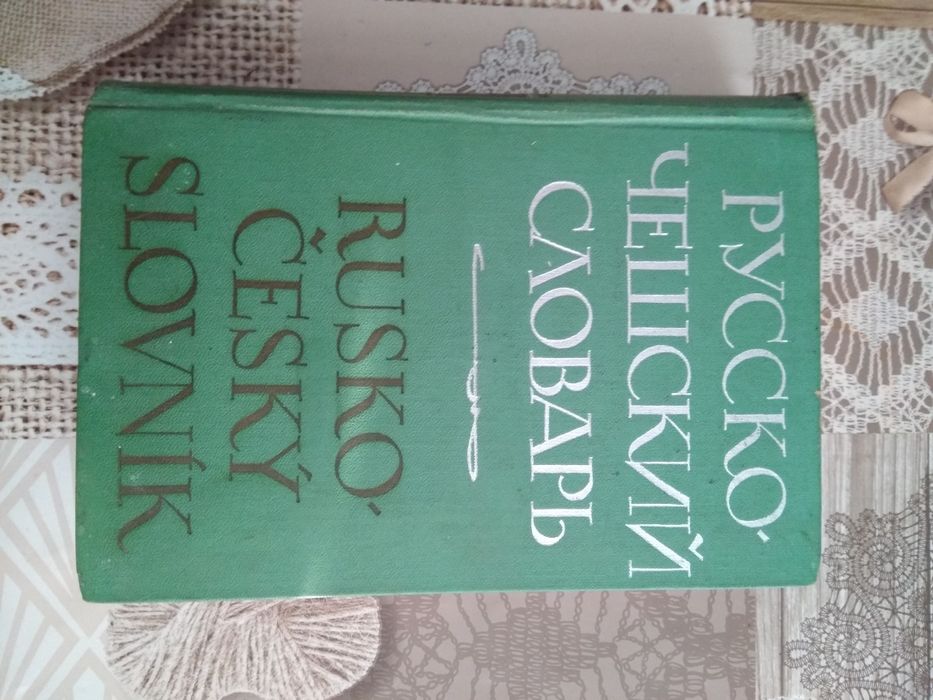 РУССКО-
ЧЕШСКИЙ
СЛОВАРЬ
RUSKO-
ČESKÝ
SLOVNÍK